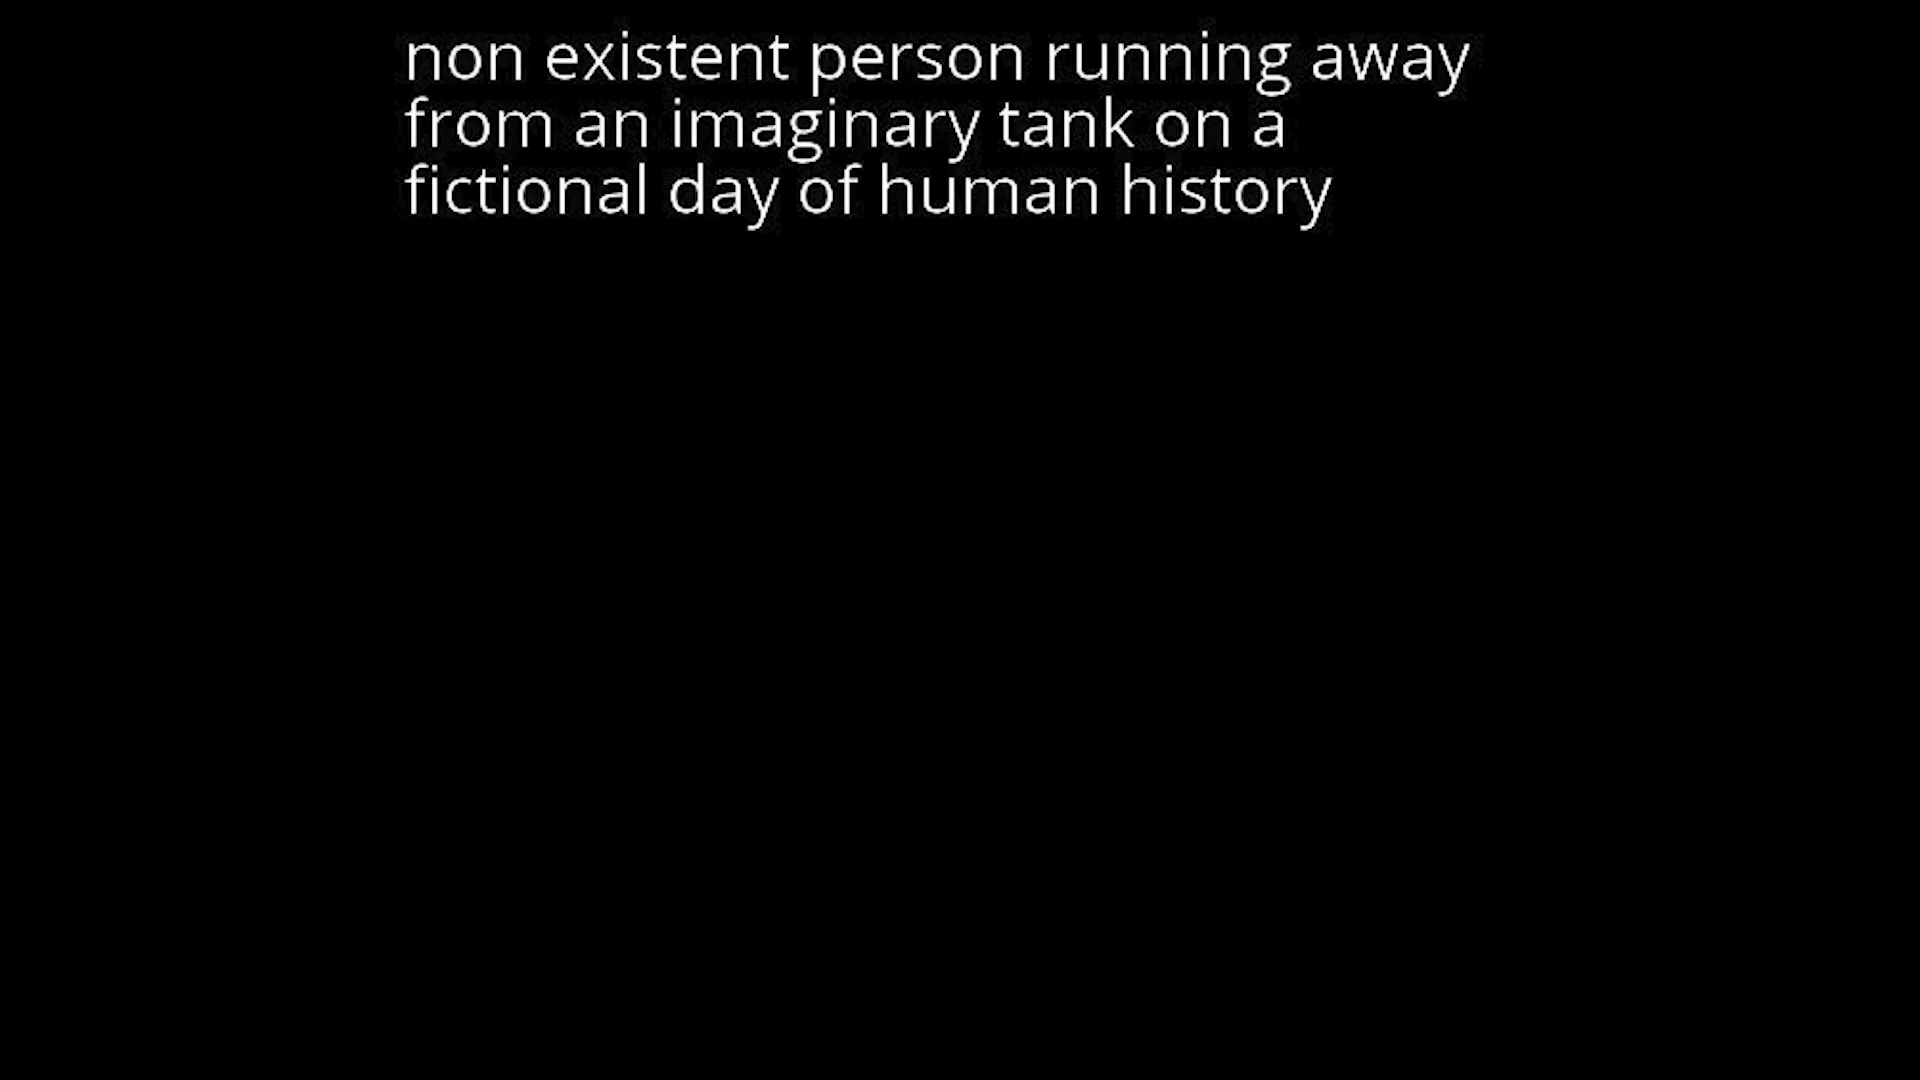 non existent person running away
from an imaginary tank on a
fictional day of human history